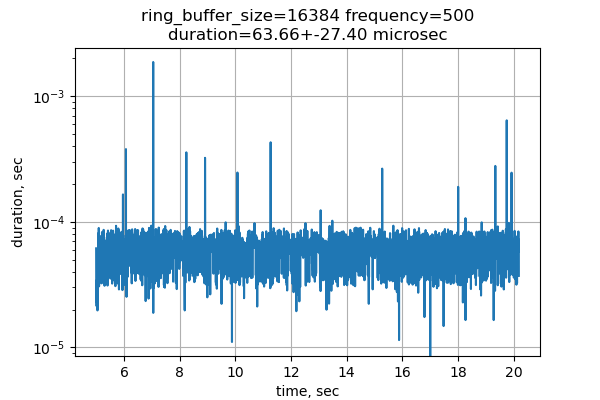 ring_buffer_size=16384 frequency=500
duration=63.66+-27.40 microsec
duration, sec
10⁻³
10⁻⁴
10⁻⁵
6 8 10 12 14 16 18 20
time, sec